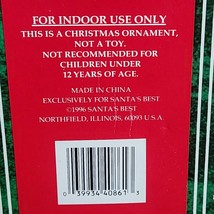 FOR INDOOR USE ONLY
THIS IS A CHRISTMAS ORNAMENT,
NOT A TOY.
NOT RECOMMENDED FOR
CHILDREN UNDER
12 YEARS OF AGE.
MADE IN CHINA
EXCLUSIVELY FOR SANTA'S BEST
©1996 SANTA'S BEST
NORTHFIELD, ILLINOIS, 60093 U.S.A.
0 39934 40861 3